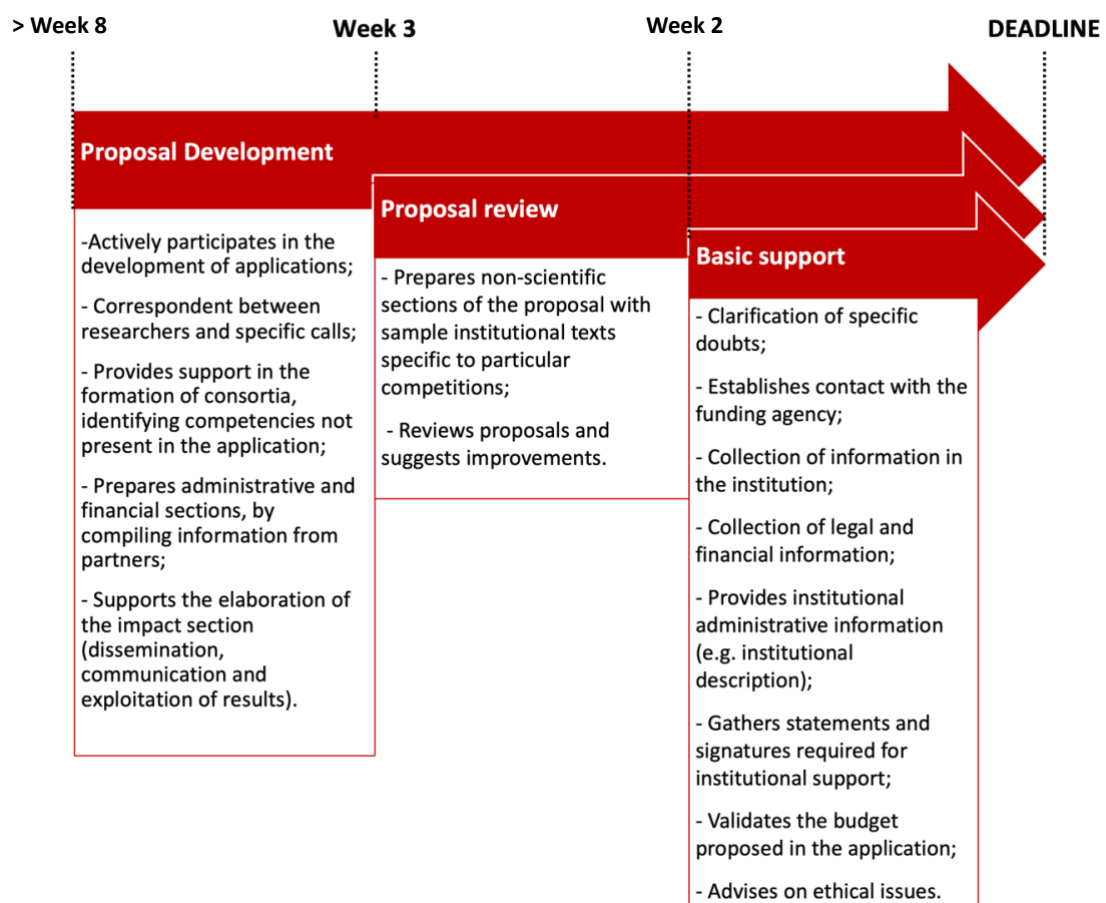 > Week 8
Week 3
Week 2
DEADLINE
Proposal Development
-Actively participates in the
development of applications;
- Correspondent between
researchers and specific calls;
- Provides support in the
formation of consortia,
identifying competencies not
present in the application;
- Prepares administrative and
financial sections, by
compiling information from
partners;
- Supports the elaboration of
the impact section
(dissemination,
communication and
exploitation of results).
Proposal review
- Prepares non-scientific
sections of the proposal with
sample institutional texts
specific to particular
competitions;
- Reviews proposals and
suggests improvements.
Basic support
- Clarification of specific
doubts;
- Establishes contact with the
funding agency;
- Collection of information in
the institution;
- Collection of legal and
financial information;
- Provides institutional
administrative information
(e.g. institutional
description);
- Gathers statements and
signatures required for
institutional support;
- Validates the budget
proposed in the application;
- Advises on ethical issues.